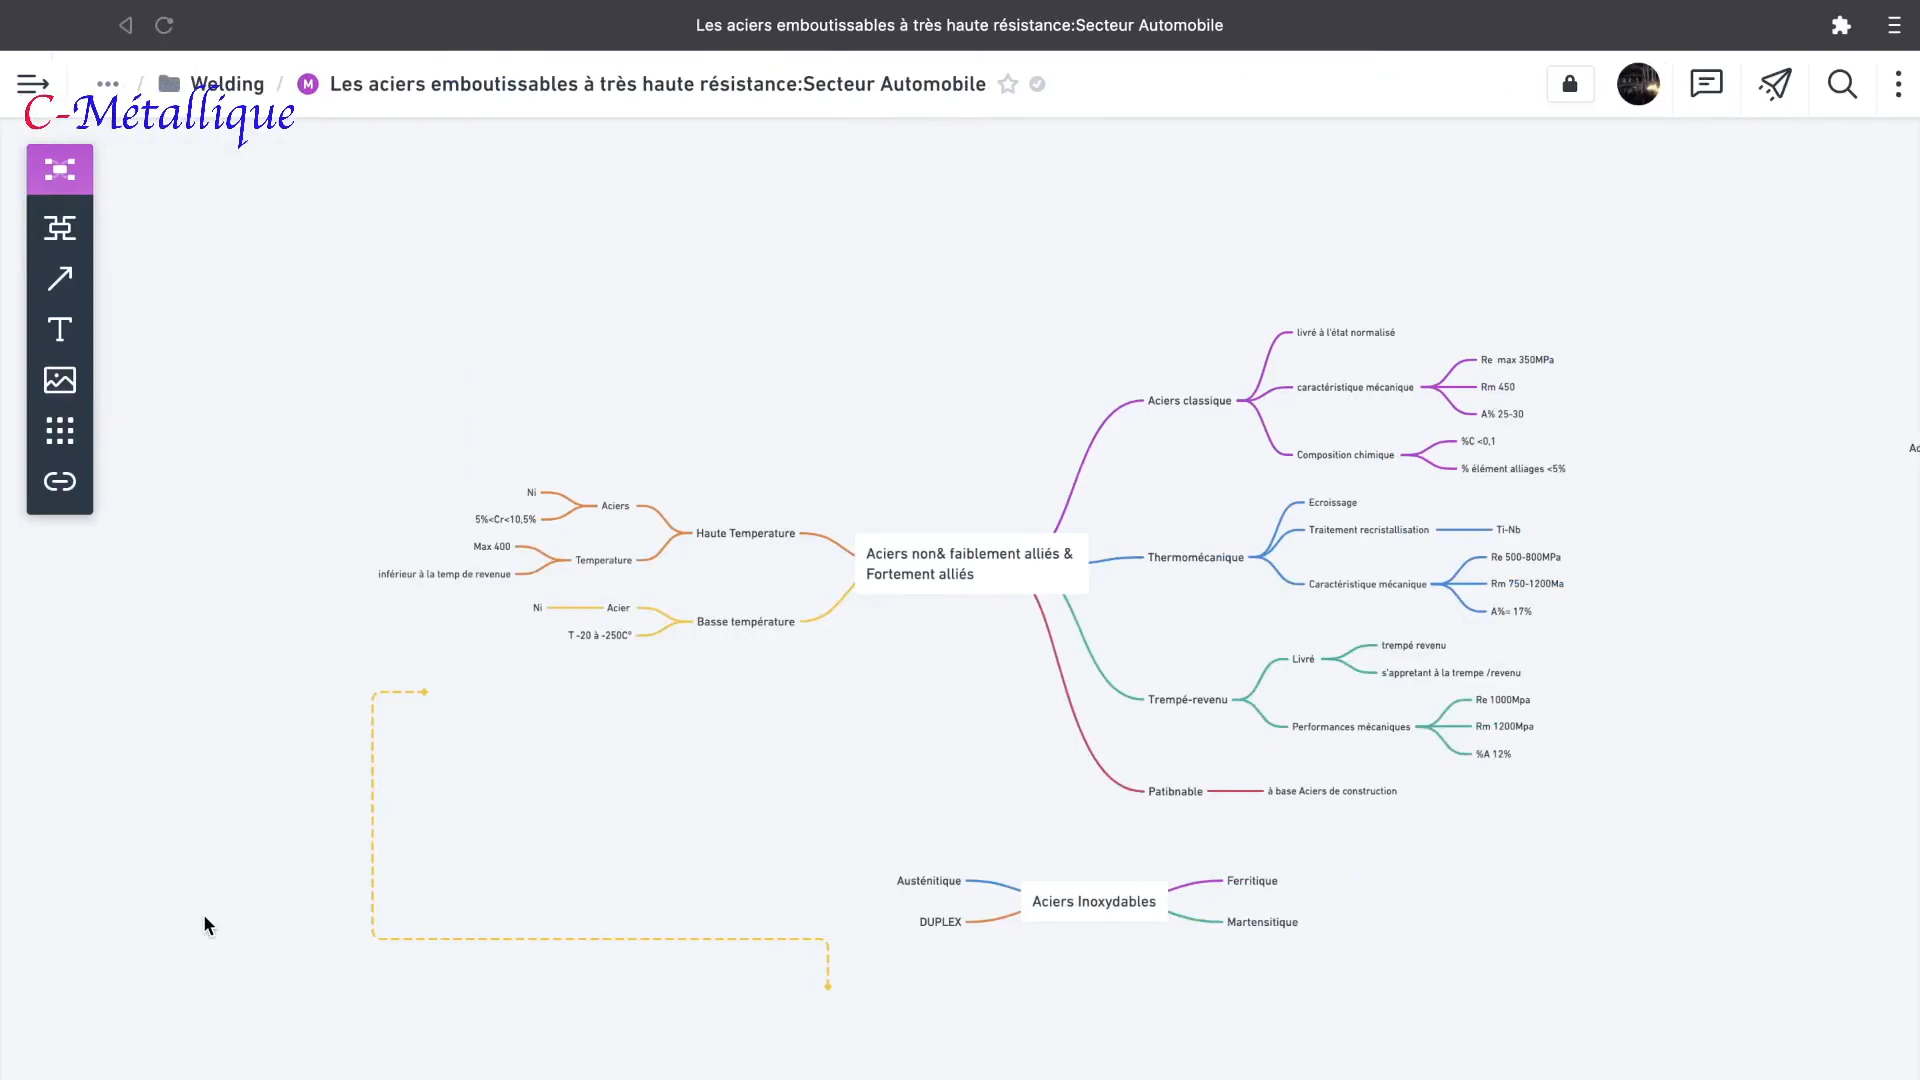 Les aciers emboutissables à très haute résistance:Secteur Automobile
Welding / M Les aciers emboutissables à très haute résistance:Secteur Automobile
C-Métallique
livré à l'état normalisé
Re max 350MPa
caractéristique mécanique
Rm 450
Aciers classique
A% 25-30
%C <0,1
Composition chimique
% élément alliages <5%
Ni
Aciers
5%<Cr<10,5%
Haute Temperature
Max 400
Temperature
inférieur à la temp de revenue
Aciers non& faiblement alliés &
Fortement alliés
Ecroissage
Traitement recristallisation
Ti-Nb
Thermomécanique
Re 500-800MPa
Caractéristique mécanique
Rm 750-1200Ma
A%= 17%
Ni
Acier
Basse température
T -20 à -250C°
trempé revenu
Livré
s'appretant à la trempe /revenu
Trempé-revenu
Re 1000Mpa
Performances mécaniques
Rm 1200Mpa
%A 12%
Patibnable
à base Aciers de construction
Austénitique
Aciers Inoxydables
Ferritique
DUPLEX
Martensitique